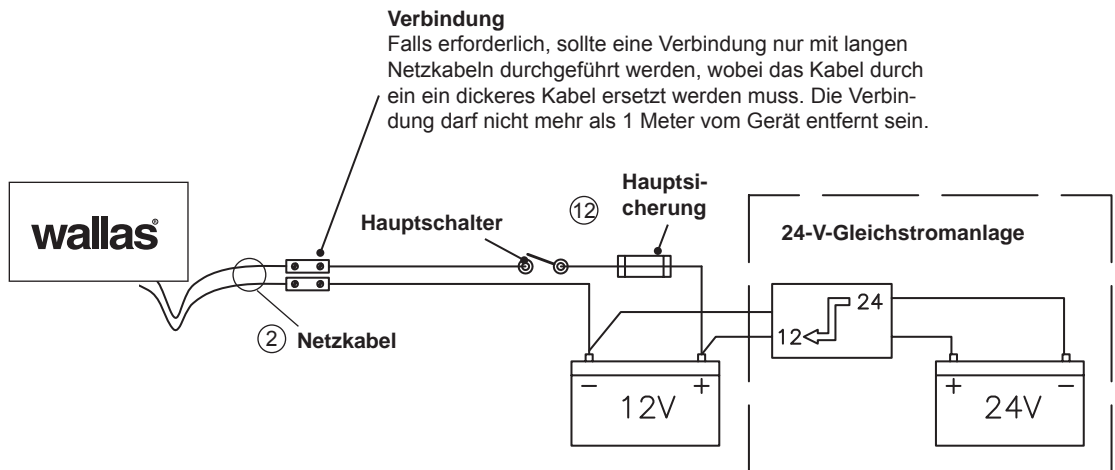 Verbindung
Falls erforderlich, sollte eine Verbindung nur mit langen
Netzkabeln durchgeführt werden, wobei das Kabel durch
ein ein dickeres Kabel ersetzt werden muss. Die Verbin-
dung darf nicht mehr als 1 Meter vom Gerät entfernt sein.
wallas®
Hauptschalter
12
Hauptsi-
cherung
24-V-Gleichstromanlage
2 Netzkabel
24
12
− +
12V
+ −
24V